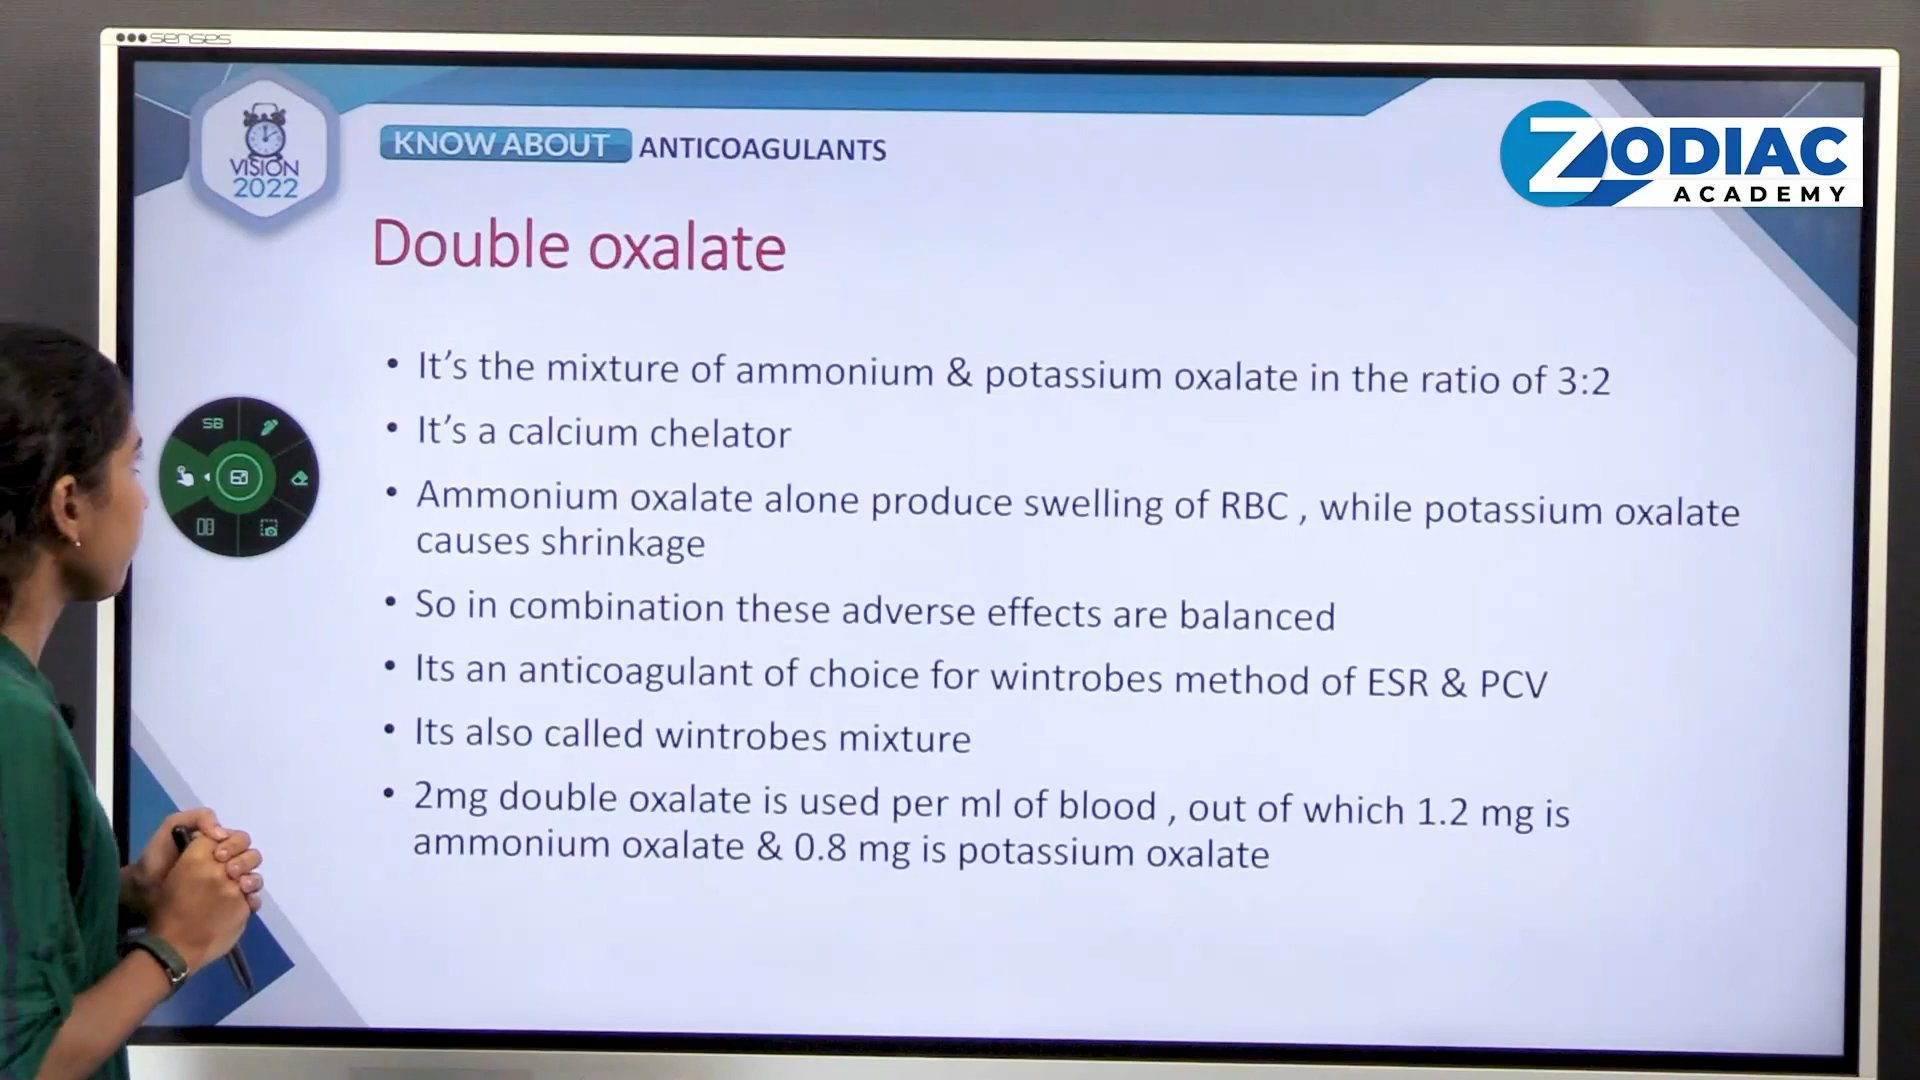 senses
VISION
2022
KNOW ABOUT ANTICOAGULANTS
ZODIAC
ACADEMY
Double oxalate
• It's the mixture of ammonium & potassium oxalate in the ratio of 3:2
• It's a calcium chelator
• Ammonium oxalate alone produce swelling of RBC , while potassium oxalate
causes shrinkage
• So in combination these adverse effects are balanced
• Its an anticoagulant of choice for wintrobes method of ESR & PCV
• Its also called wintrobes mixture
• 2mg double oxalate is used per ml of blood , out of which 1.2 mg is
ammonium oxalate & 0.8 mg is potassium oxalate